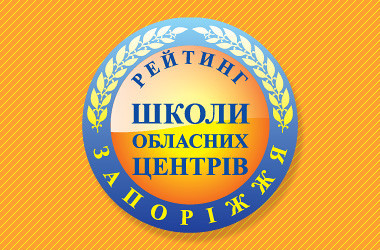 РЕЙТИНГ
ШКОЛИ
ОБЛАСНИХ
ЦЕНТРІВ
ЗАПОРІЖЖЯ